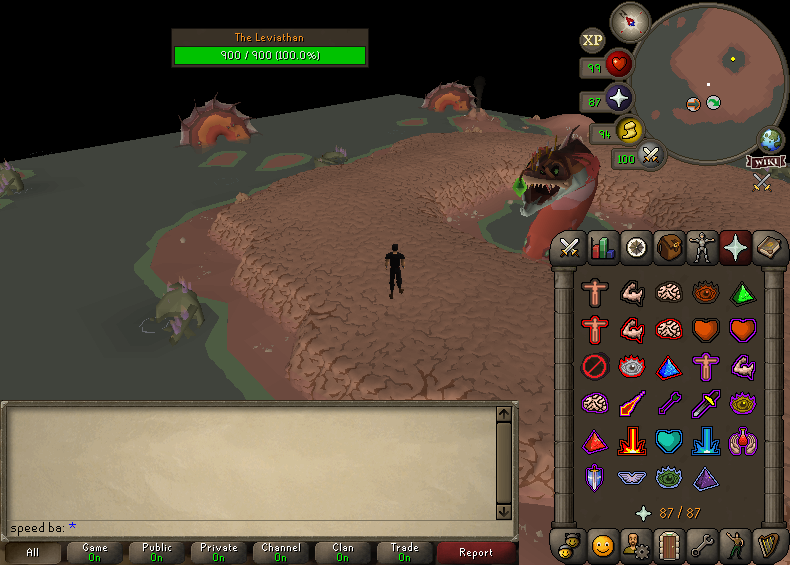 The Leviathan
900 / 900 (100.0%)
XP
99
87
94
100
WIKI
87 / 87
speed ba: *
All
Game
On
Public
On
Private
On
Channel
On
Clan
On
Trade
On
Report